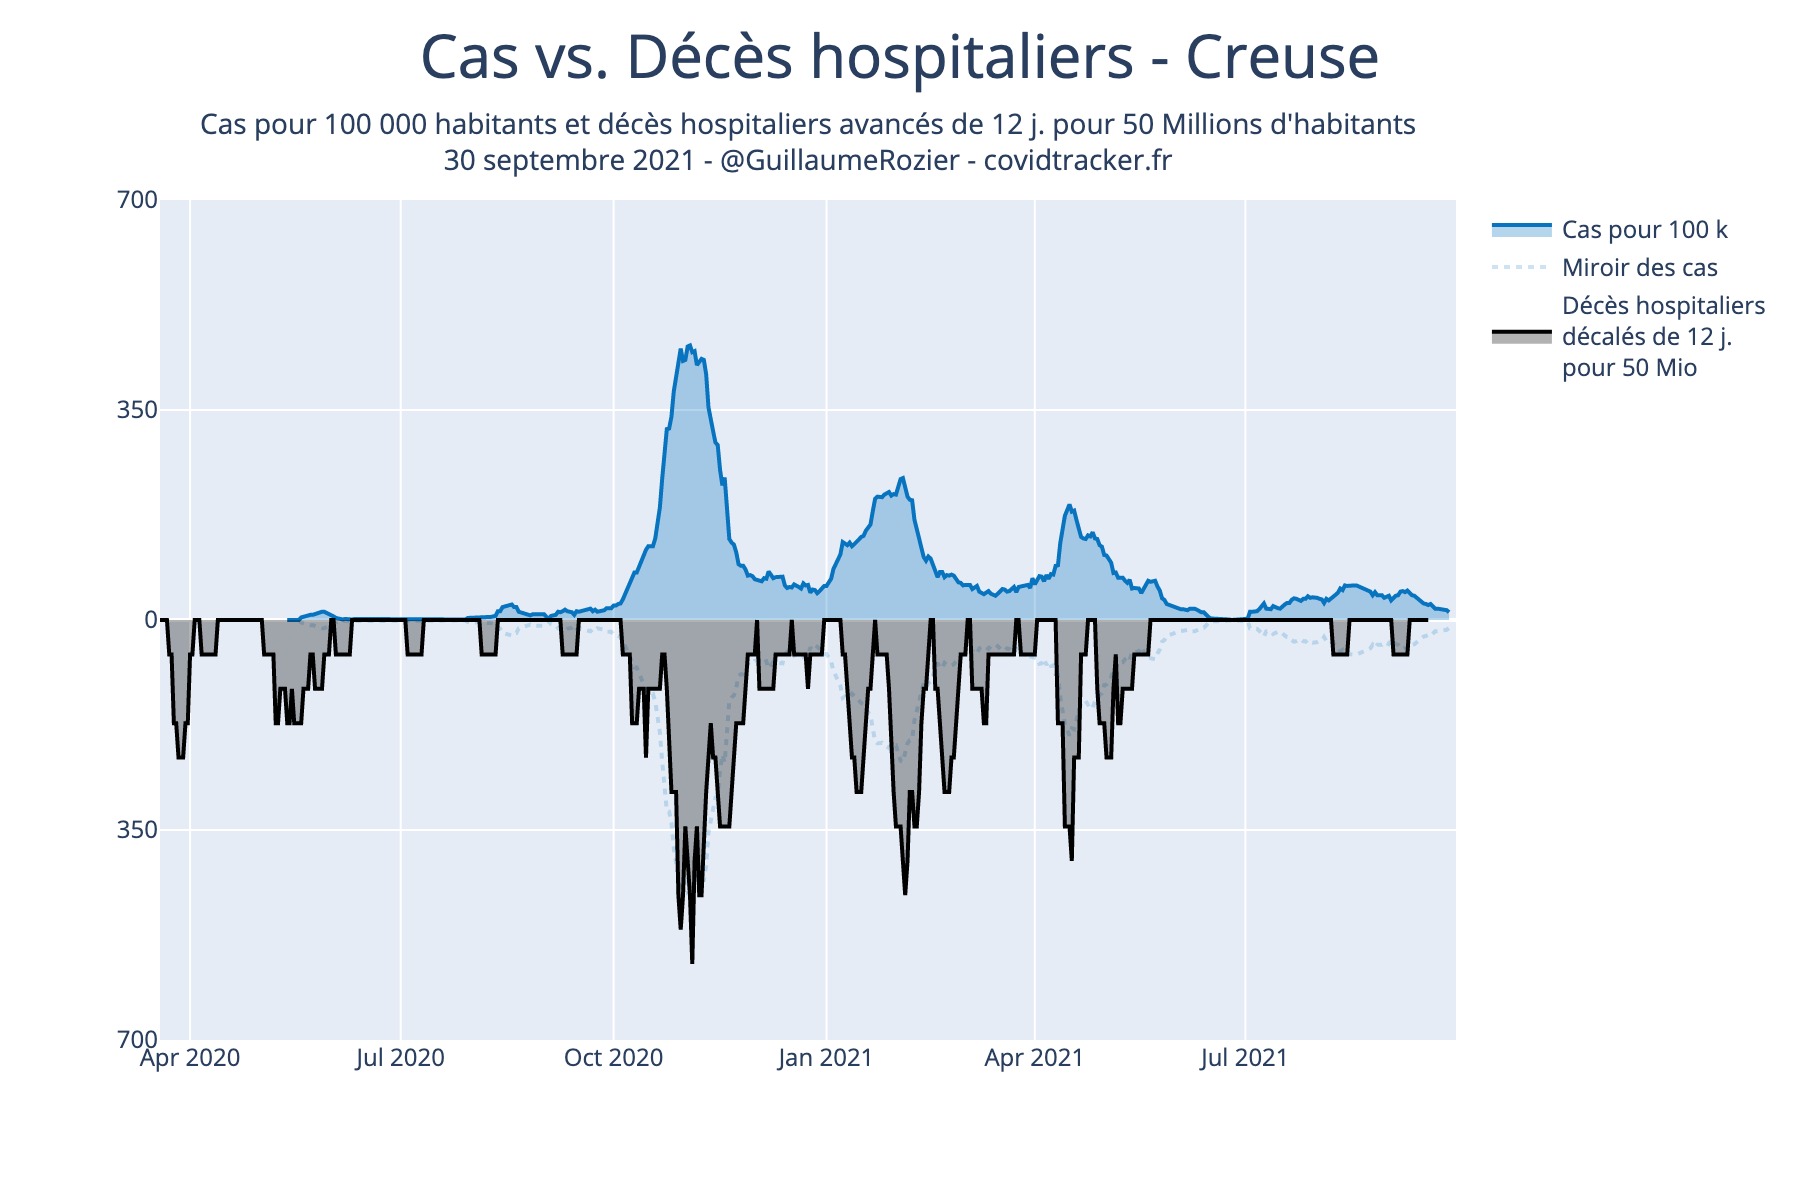 Cas vs. Décès hospitaliers - Creuse
Cas pour 100 000 habitants et décès hospitaliers avancés de 12 j. pour 50 Millions d'habitants
30 septembre 2021 - @GuillaumeRozier - covidtracker.fr
700
350
0
350
700
Apr 2020
Jul 2020
Oct 2020
Jan 2021
Apr 2021
Jul 2021
Cas pour 100 k
Miroir des cas
Décès hospitaliers
décalés de 12 j.
pour 50 Mio